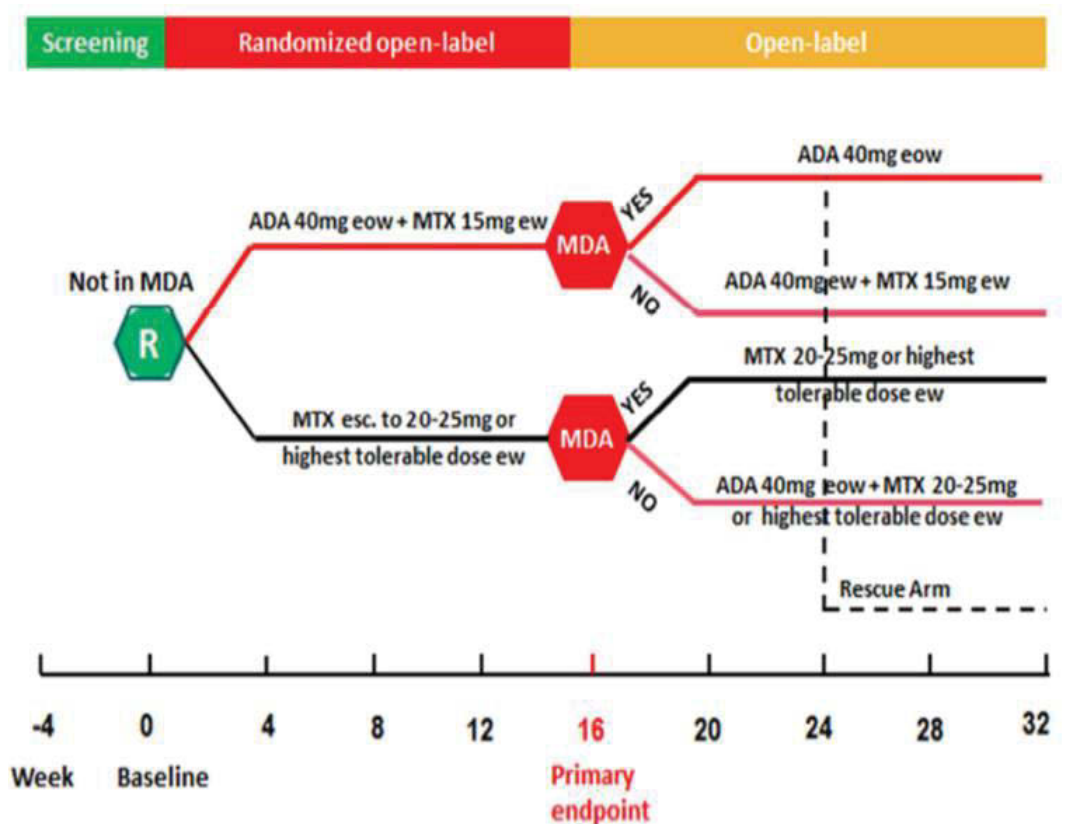 Screening Randomized open-label Open-label
ADA 40mg eow
YES
ADA 40mg eow + MTX 15mg ew
MDA
Not in MDA
NO
ADA 40mg ew + MTX 15mg ew
R
MTX 20-25mg or highest
tolerable dose ew
YES
MTX esc. to 20-25mg or
highest tolerable dose ew
MDA
NO
ADA 40mg eow + MTX 20-25mg
or highest tolerable dose ew
Rescue Arm
-4 0 4 8 12 16 20 24 28 32
Week Baseline Primary
endpoint